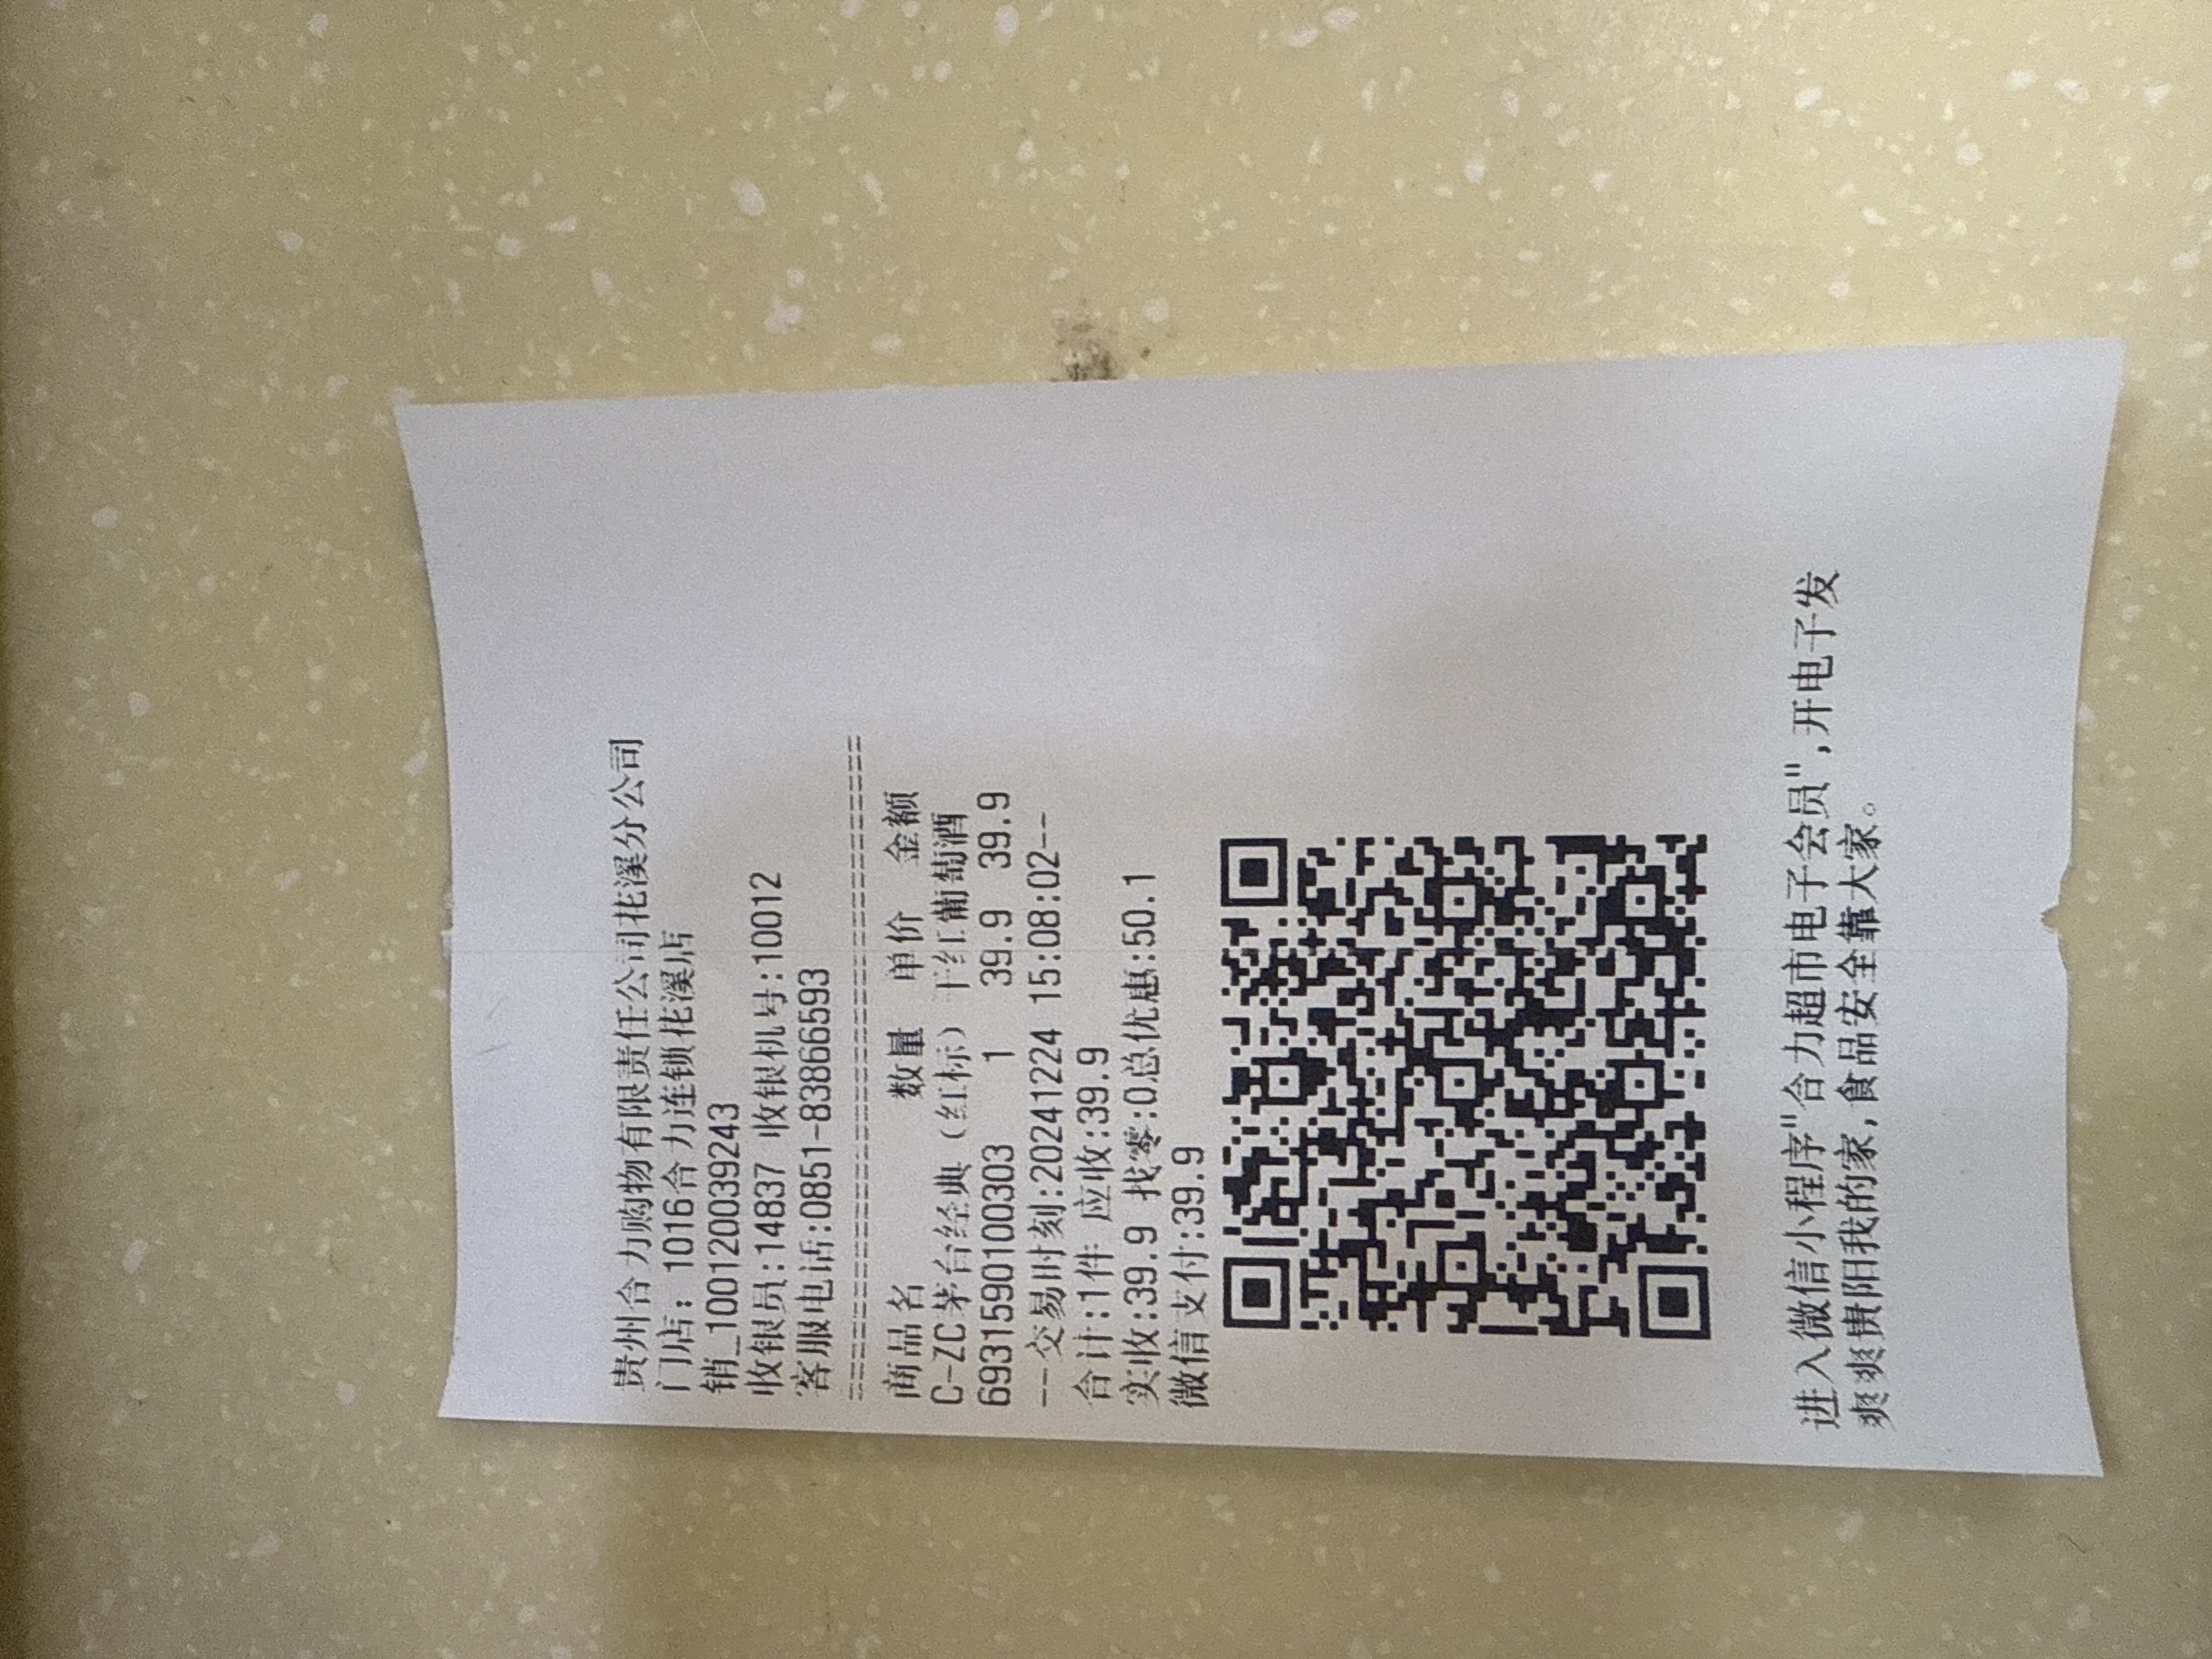 贵州合力购物有限责任公司花溪分公司
门店: 1016合力连锁花溪店
销_100120039243
收银员:14837 收银机号:10012
客服电话:0851-83866593
================================
商品名 数量 单价 金额
C-ZC茅台经典（红标）干红葡萄酒
6931590100303 1 39.9 39.9
--交易时刻:20241224 15:08:02--
合计:1件 应收:39.9
实收:39.9 找零:0总优惠:50.1
微信支付:39.9
进入微信小程序"合力超市电子会员",开电子发
爽爽贵阳我的家,食品安全靠大家。